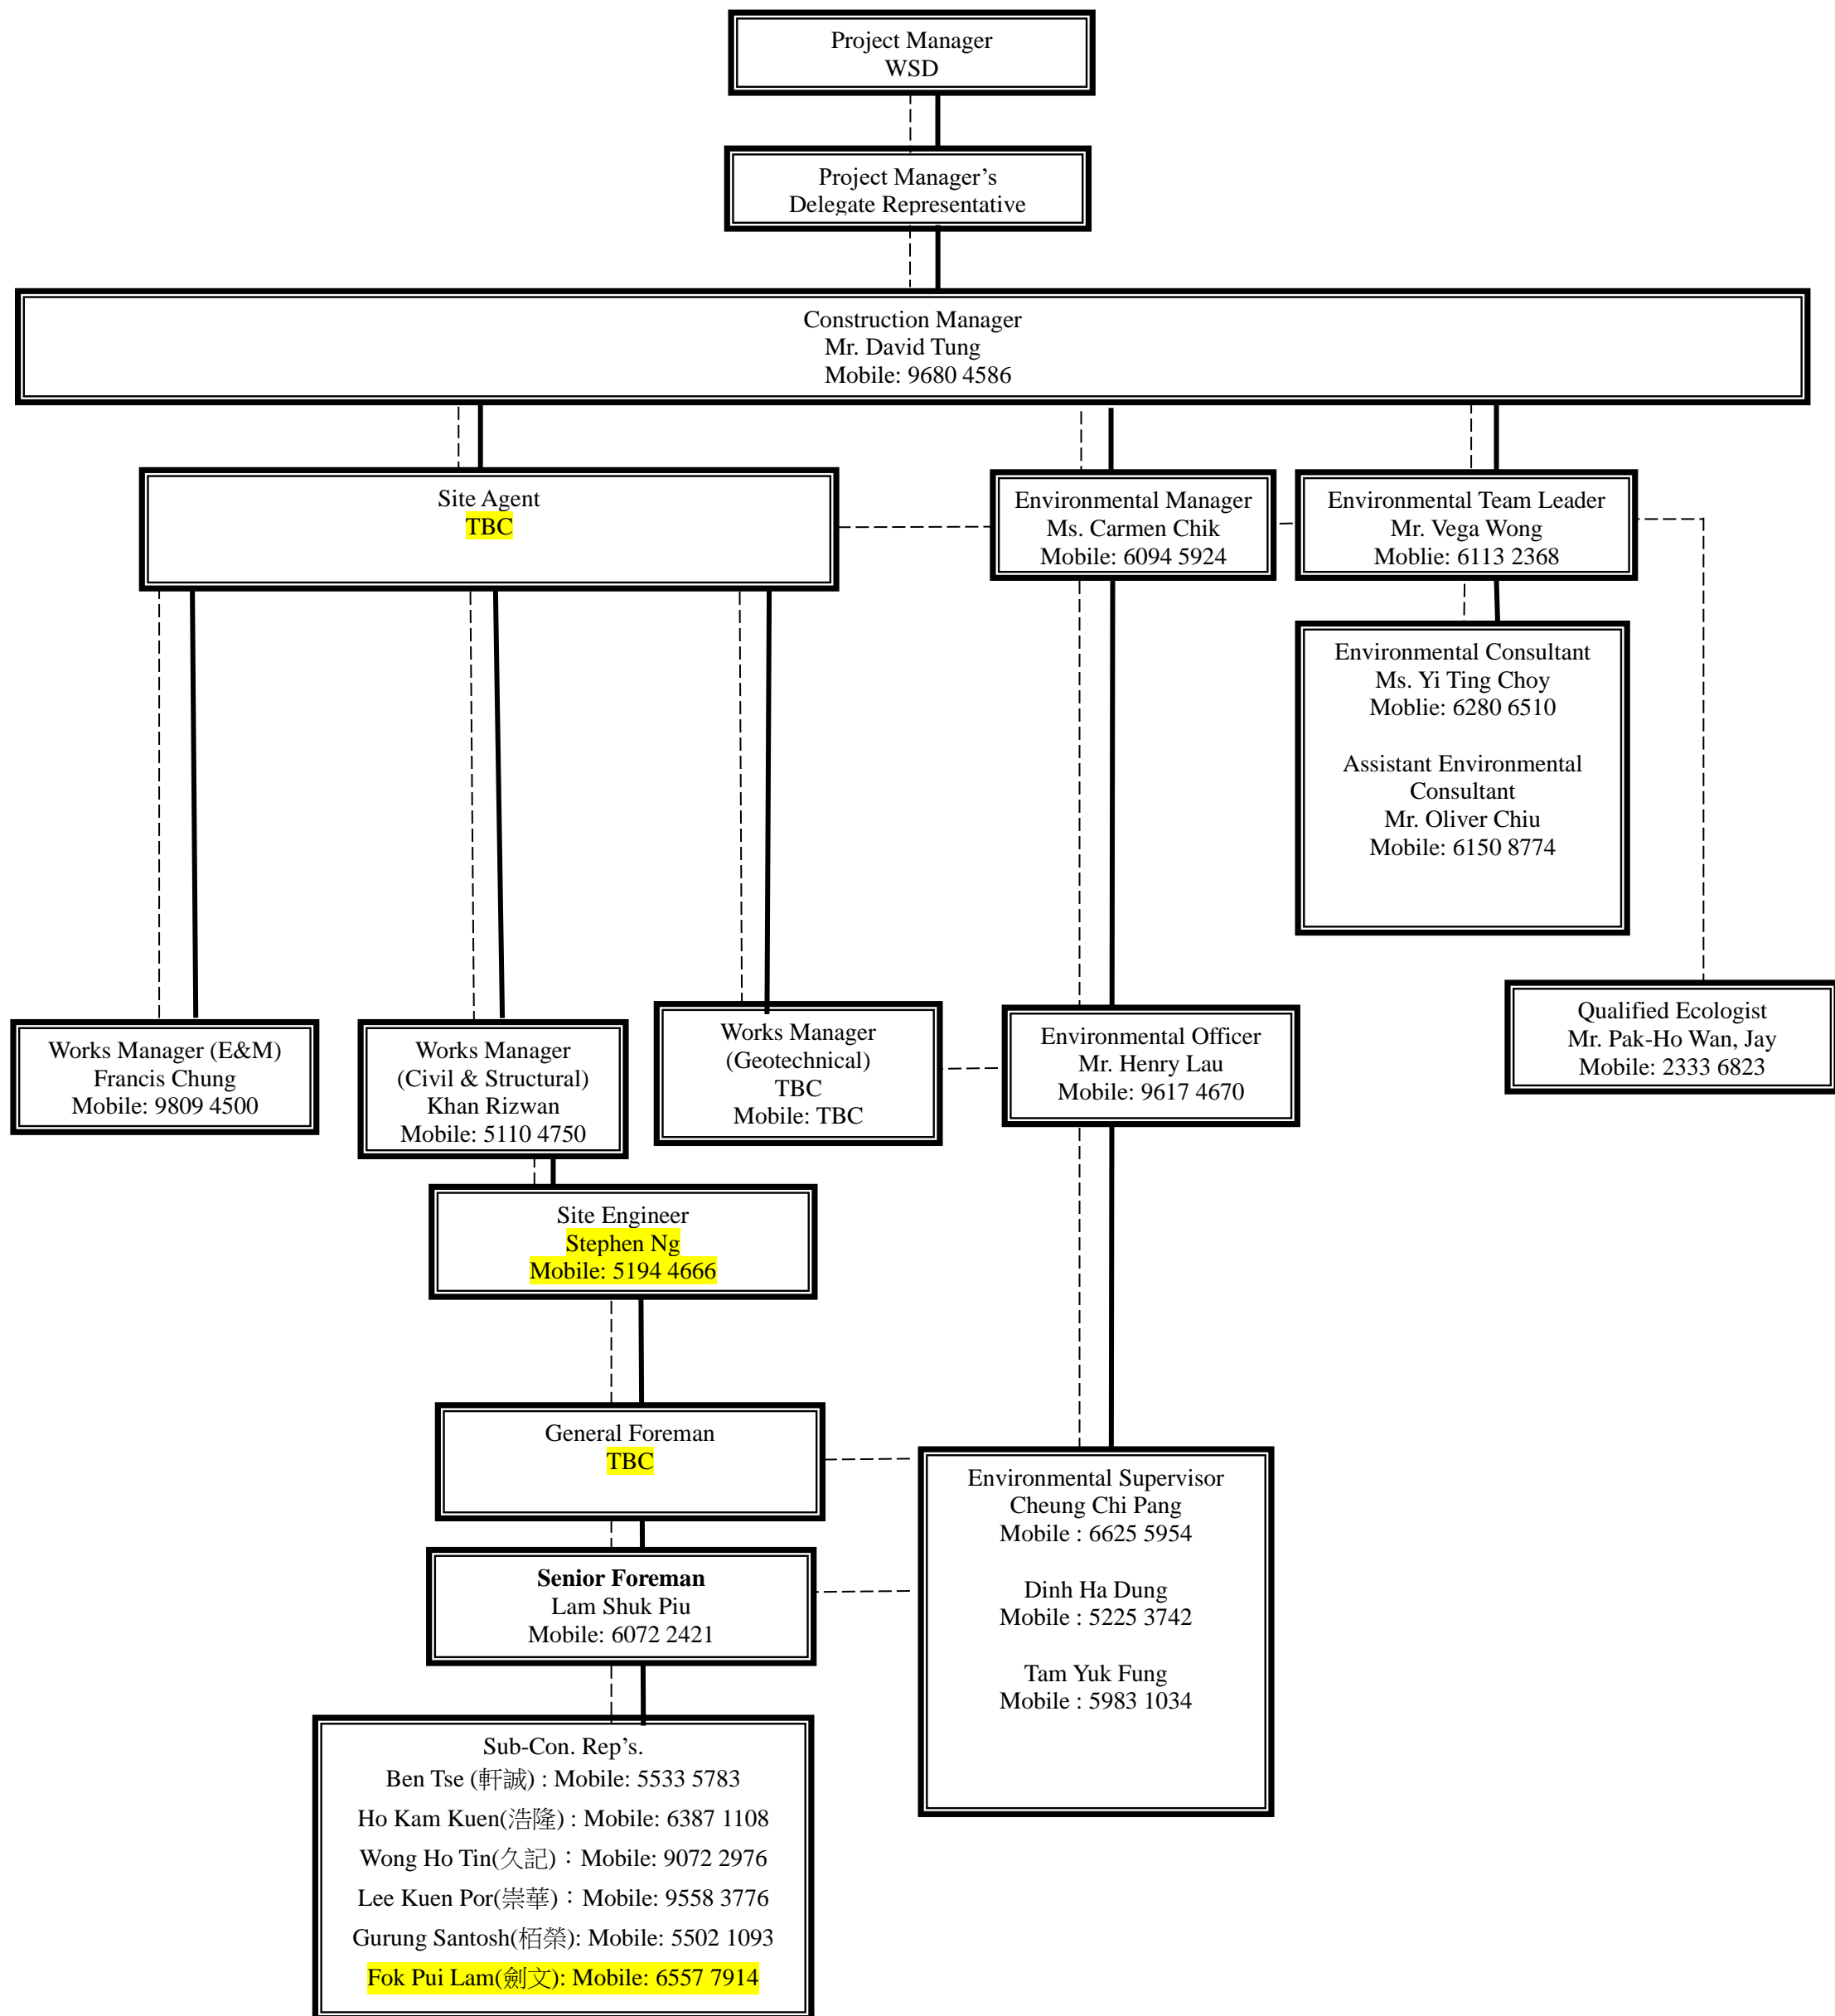 Project Manager
WSD
Project Manager’s
Delegate Representative
Construction Manager
Mr. David Tung
Mobile: 9680 4586
Site Agent
TBC
Environmental Manager
Ms. Carmen Chik
Mobile: 6094 5924
Environmental Team Leader
Mr. Vega Wong
Moblie: 6113 2368
Environmental Consultant
Ms. Yi Ting Choy
Moblie: 6280 6510
Assistant Environmental
Consultant
Mr. Oliver Chiu
Mobile: 6150 8774
Works Manager (E&M)
Francis Chung
Mobile: 9809 4500
Works Manager
(Civil & Structural)
Khan Rizwan
Mobile: 5110 4750
Works Manager
(Geotechnical)
TBC
Mobile: TBC
Environmental Officer
Mr. Henry Lau
Mobile: 9617 4670
Qualified Ecologist
Mr. Pak-Ho Wan, Jay
Mobile: 2333 6823
Site Engineer
Stephen Ng
Mobile: 5194 4666
General Foreman
TBC
Environmental Supervisor
Cheung Chi Pang
Mobile : 6625 5954
Dinh Ha Dung
Mobile : 5225 3742
Tam Yuk Fung
Mobile : 5983 1034
Senior Foreman
Lam Shuk Piu
Mobile: 6072 2421
Sub-Con. Rep’s.
Ben Tse (軒誠) : Mobile: 5533 5783
Ho Kam Kuen(浩隆) : Mobile: 6387 1108
Wong Ho Tin(久記)：Mobile: 9072 2976
Lee Kuen Por(崇華)：Mobile: 9558 3776
Gurung Santosh(栢榮): Mobile: 5502 1093
Fok Pui Lam(劍文): Mobile: 6557 7914